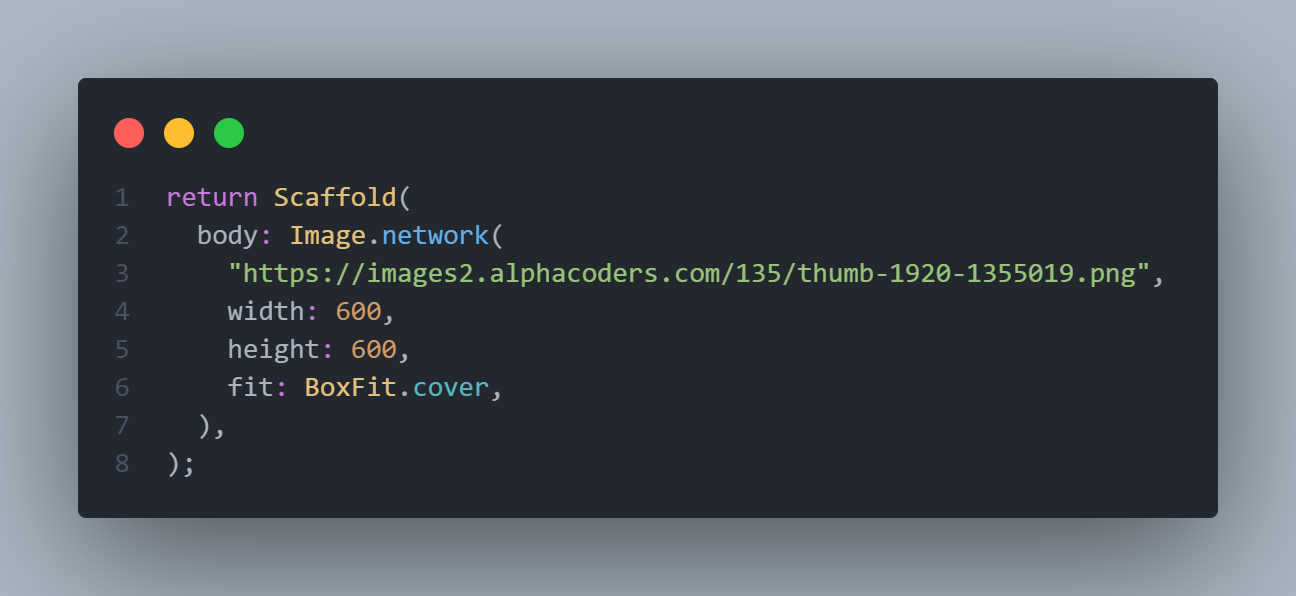 1 return Scaffold(
2   body: Image.network(
3     "https://images2.alphacoders.com/135/thumb-1920-1355019.png",
4     width: 600,
5     height: 600,
6     fit: BoxFit.cover,
7   ),
8 );